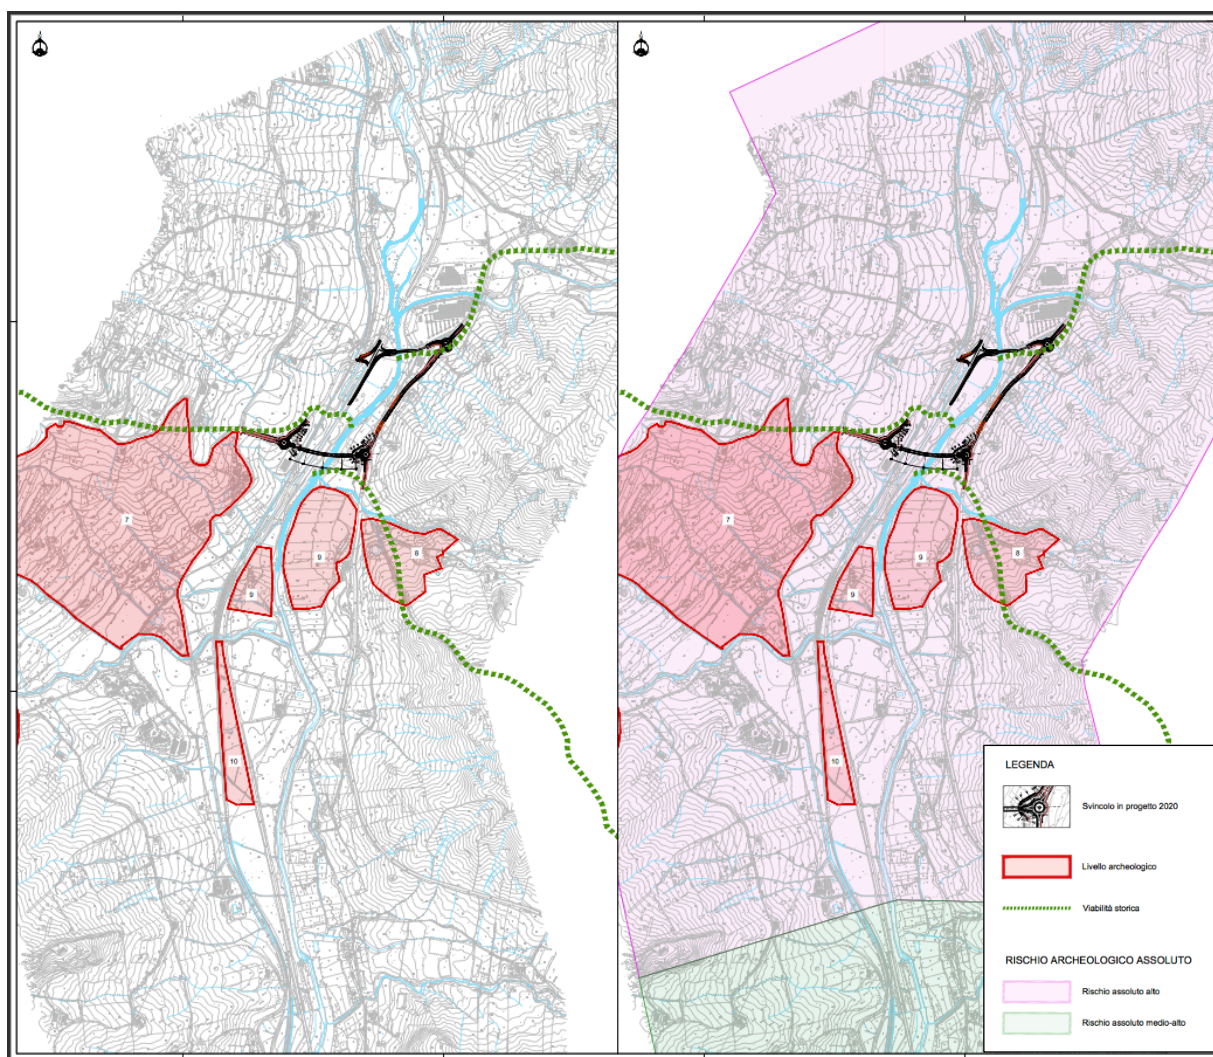 7
9
8
9
10
7
9
8
9
10
LEGENDA
Svincolo in progetto 2020
Livello archeologico
Viabilità storica
RISCHIO ARCHEOLOGICO ASSOLUTO
Rischio assoluto alto
Rischio assoluto medio-alto